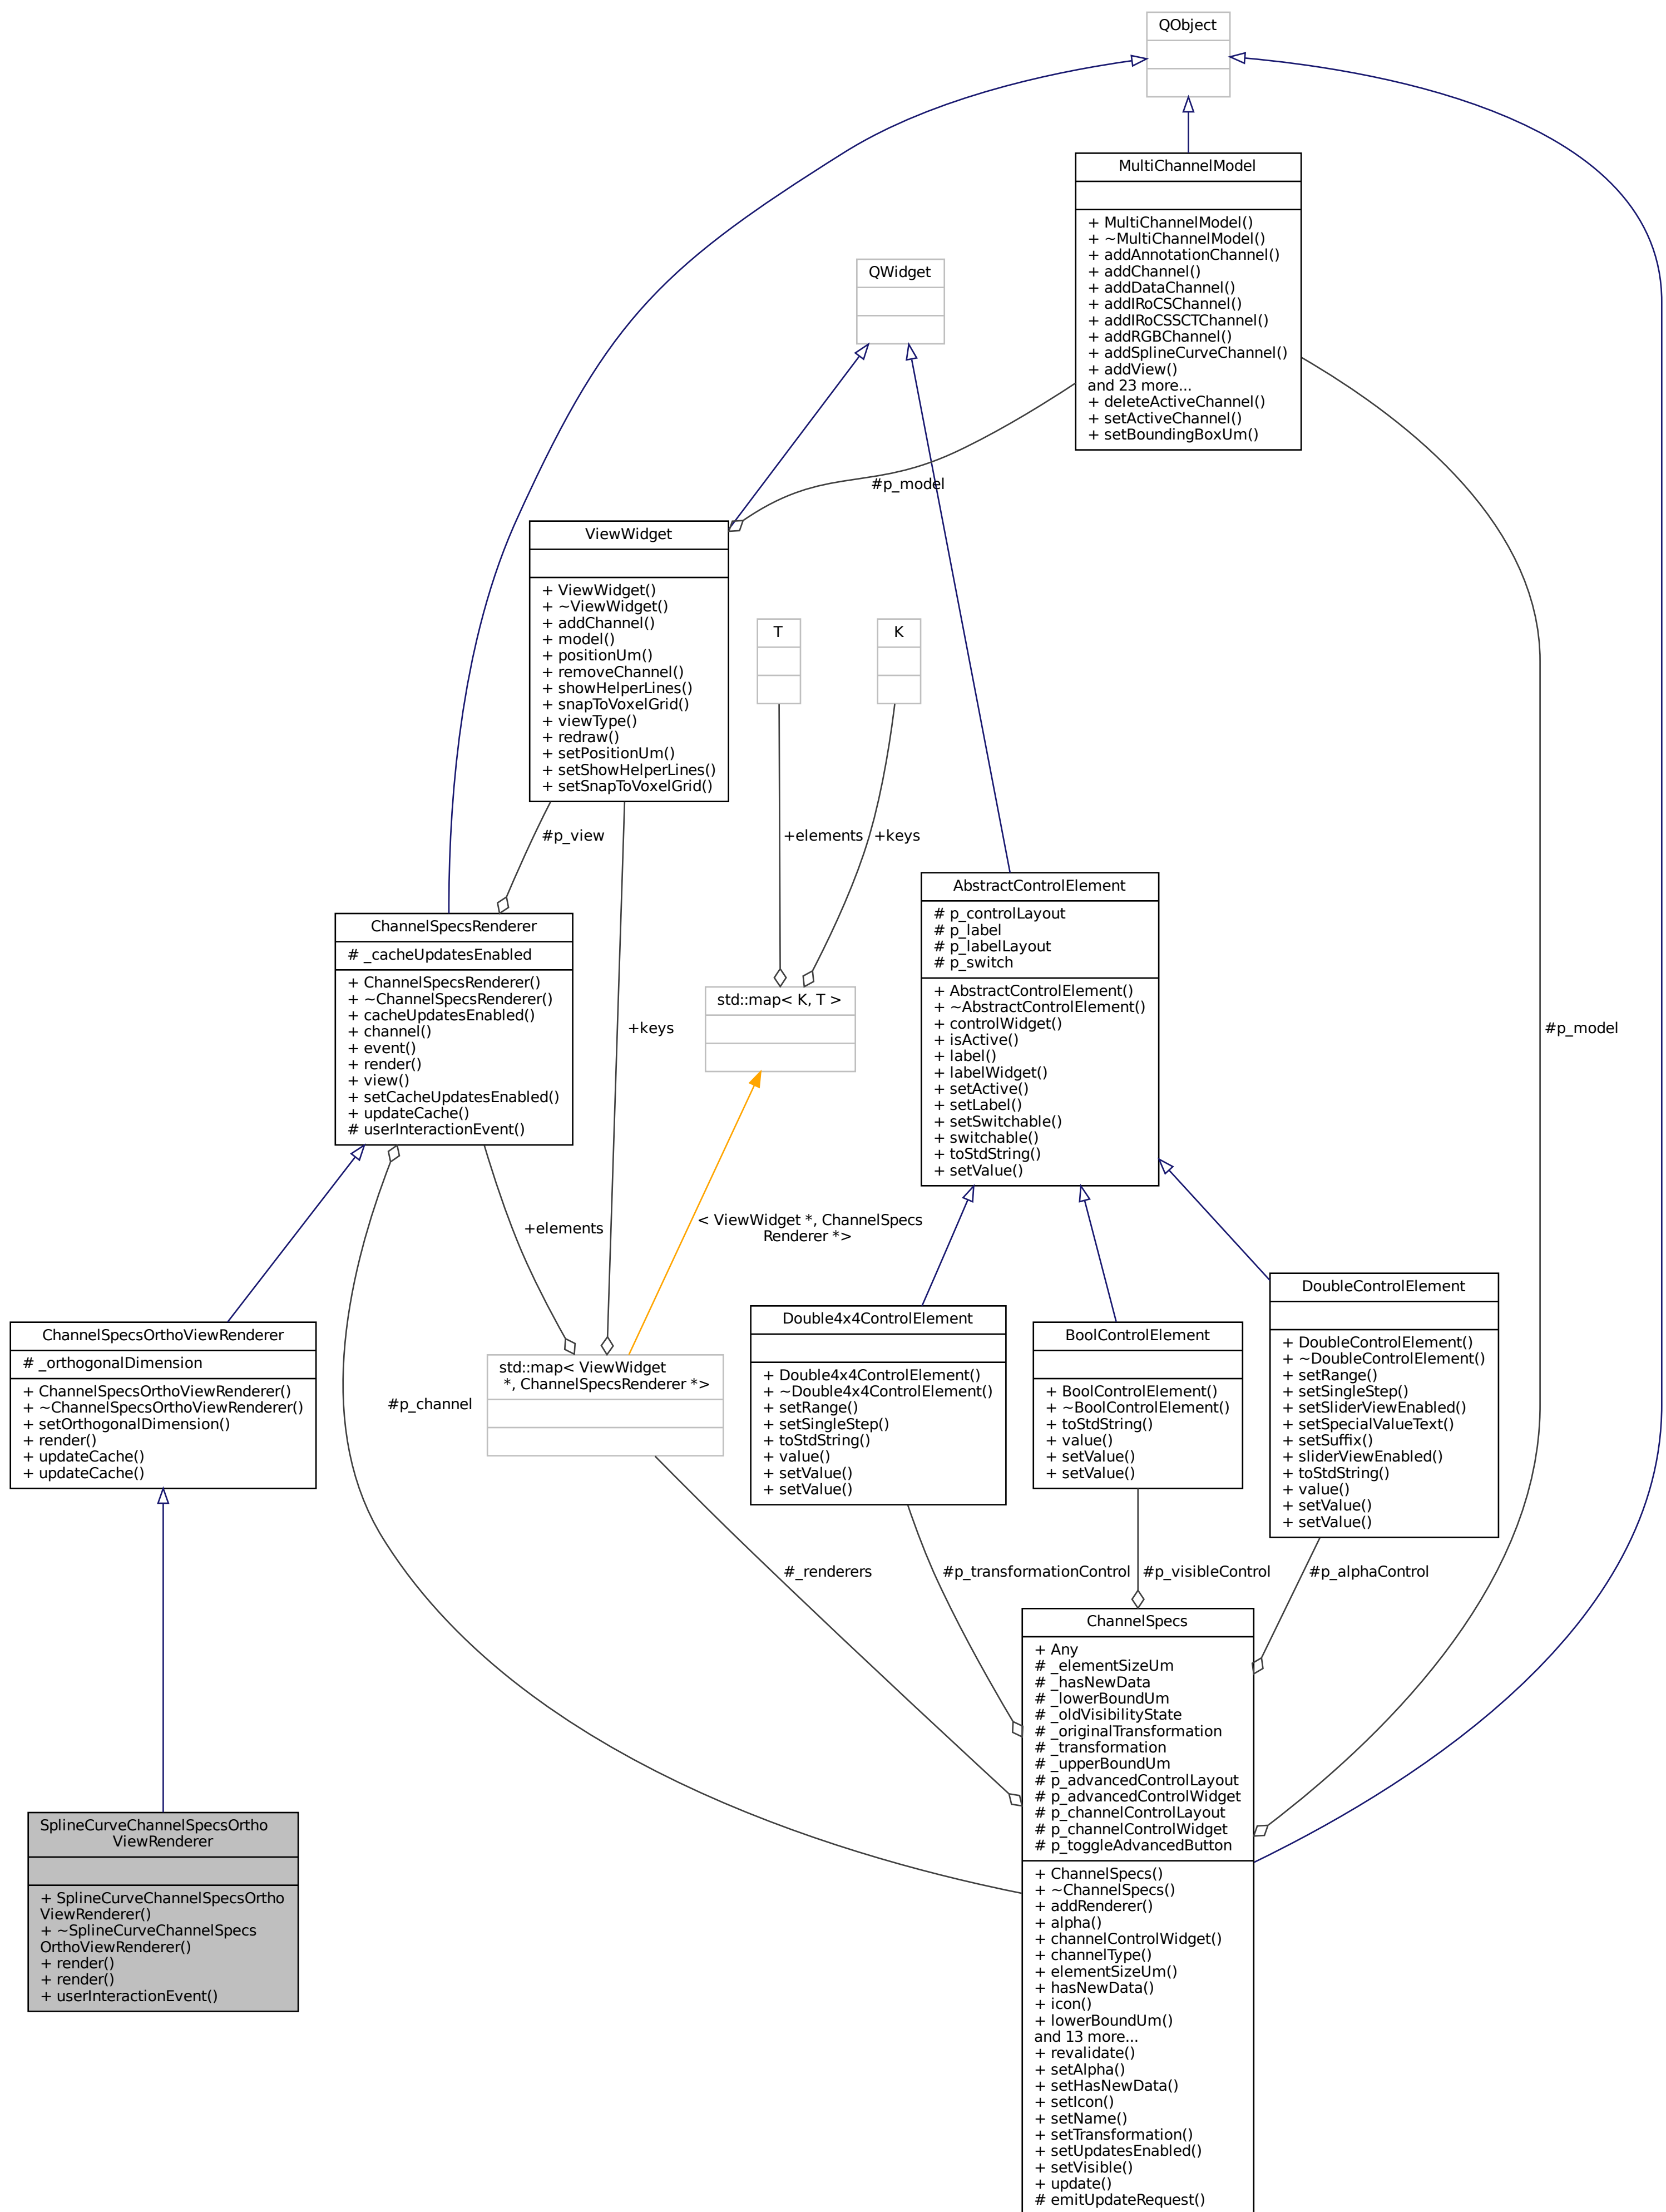 QObject
MultiChannelModel
+ MultiChannelModel()
+ ~MultiChannelModel()
+ addAnnotationChannel()
+ addChannel()
+ addDataChannel()
+ addIRoCSChannel()
+ addIRoCSSCTChannel()
+ addRGBChannel()
+ addSplineCurveChannel()
+ addView()
and 23 more...
+ deleteActiveChannel()
+ setActiveChannel()
+ setBoundingBoxUm()
QWidget
#p_model
ViewWidget
+ ViewWidget()
+ ~ViewWidget()
+ addChannel()
+ model()
+ positionUm()
+ removeChannel()
+ showHelperLines()
+ snapToVoxelGrid()
+ viewType()
+ redraw()
+ setPositionUm()
+ setShowHelperLines()
+ setSnapToVoxelGrid()
T
K
#p_view
+elements
+keys
ChannelSpecsRenderer
# _cacheUpdatesEnabled
+ ChannelSpecsRenderer()
+ ~ChannelSpecsRenderer()
+ cacheUpdatesEnabled()
+ channel()
+ event()
+ render()
+ view()
+ setCacheUpdatesEnabled()
+ updateCache()
# userInteractionEvent()
+keys
std::map< K, T >
AbstractControlElement
# p_controlLayout
# p_label
# p_labelLayout
# p_switch
+ AbstractControlElement()
+ ~AbstractControlElement()
+ controlWidget()
+ isActive()
+ label()
+ labelWidget()
+ setActive()
+ setLabel()
+ setSwitchable()
+ switchable()
+ toStdString()
+ setValue()
#p_model
+elements
< ViewWidget *, ChannelSpecs
Renderer *>
ChannelSpecsOrthoViewRenderer
# _orthogonalDimension
+ ChannelSpecsOrthoViewRenderer()
+ ~ChannelSpecsOrthoViewRenderer()
+ setOrthogonalDimension()
+ render()
+ updateCache()
+ updateCache()
#p_channel
std::map< ViewWidget
*, ChannelSpecsRenderer *>
Double4x4ControlElement
+ Double4x4ControlElement()
+ ~Double4x4ControlElement()
+ setRange()
+ setSingleStep()
+ toStdString()
+ value()
+ setValue()
+ setValue()
BoolControlElement
+ BoolControlElement()
+ ~BoolControlElement()
+ toStdString()
+ value()
+ setValue()
+ setValue()
DoubleControlElement
+ DoubleControlElement()
+ ~DoubleControlElement()
+ setRange()
+ setSingleStep()
+ setSliderViewEnabled()
+ setSpecialValueText()
+ setSuffix()
+ sliderViewEnabled()
+ toStdString()
+ value()
+ setValue()
+ setValue()
#_renderers
#p_transformationControl
#p_visibleControl
#p_alphaControl
SplineCurveChannelSpecsOrtho
ViewRenderer
+ SplineCurveChannelSpecsOrtho
ViewRenderer()
+ ~SplineCurveChannelSpecs
OrthoViewRenderer()
+ render()
+ render()
+ userInteractionEvent()
ChannelSpecs
+ Any
# _elementSizeUm
# _hasNewData
# _lowerBoundUm
# _oldVisibilityState
# _originalTransformation
# _transformation
# _upperBoundUm
# p_advancedControlLayout
# p_advancedControlWidget
# p_channelControlLayout
# p_channelControlWidget
# p_toggleAdvancedButton
+ ChannelSpecs()
+ ~ChannelSpecs()
+ addRenderer()
+ alpha()
+ channelControlWidget()
+ channelType()
+ elementSizeUm()
+ hasNewData()
+ icon()
+ lowerBoundUm()
and 13 more...
+ revalidate()
+ setAlpha()
+ setHasNewData()
+ setIcon()
+ setName()
+ setTransformation()
+ setUpdatesEnabled()
+ setVisible()
+ update()
# emitUpdateRequest()